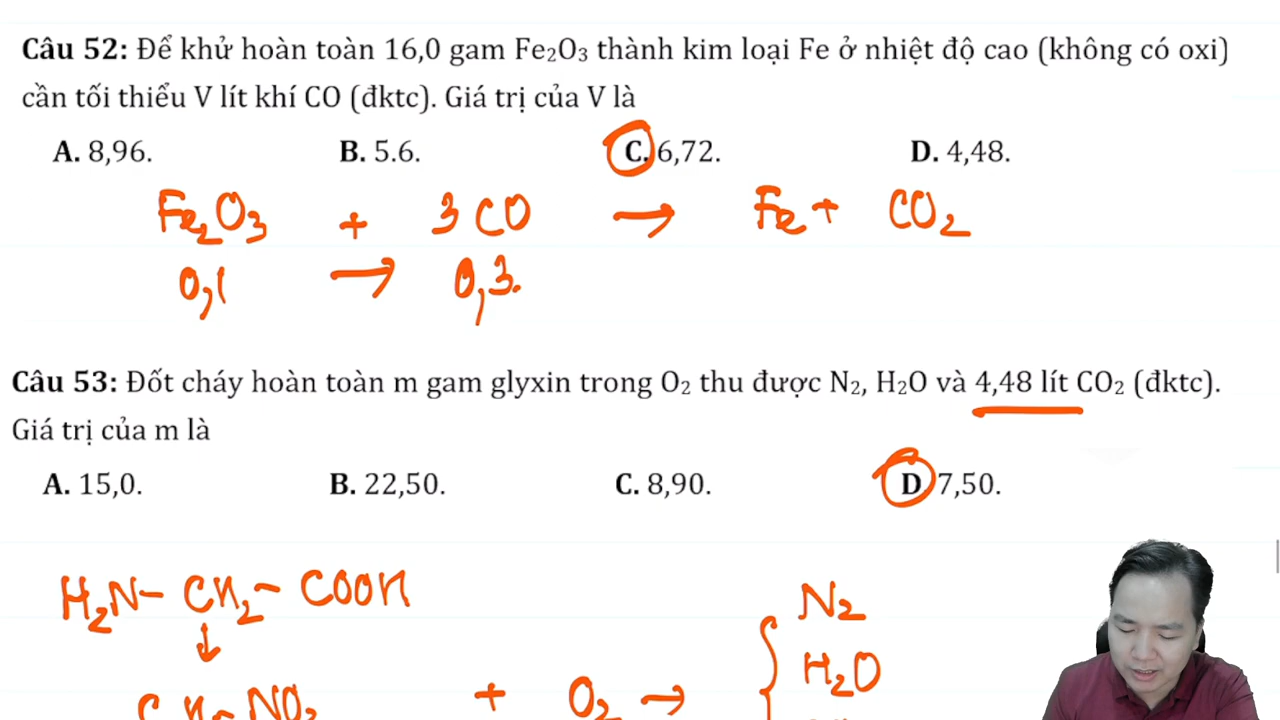 Câu 52: Để khử hoàn toàn 16,0 gam Fe₂O₃ thành kim loại Fe ở nhiệt độ cao (không có oxi)
cần tối thiểu V lít khí CO (đktc). Giá trị của V là
A. 8,96. B. 5.6. C. 6,72. D. 4,48.
Fe₂O₃ + 3CO → Fe + CO₂
0,1 → 0,3.
Câu 53: Đốt cháy hoàn toàn m gam glyxin trong O₂ thu được N₂, H₂O và 4,48 lít CO₂ (đktc).
Giá trị của m là
A. 15,0. B. 22,50. C. 8,90. D 7,50.
H₂N - CH₂ - COOH
N₂
H₂O
+ O₂ →